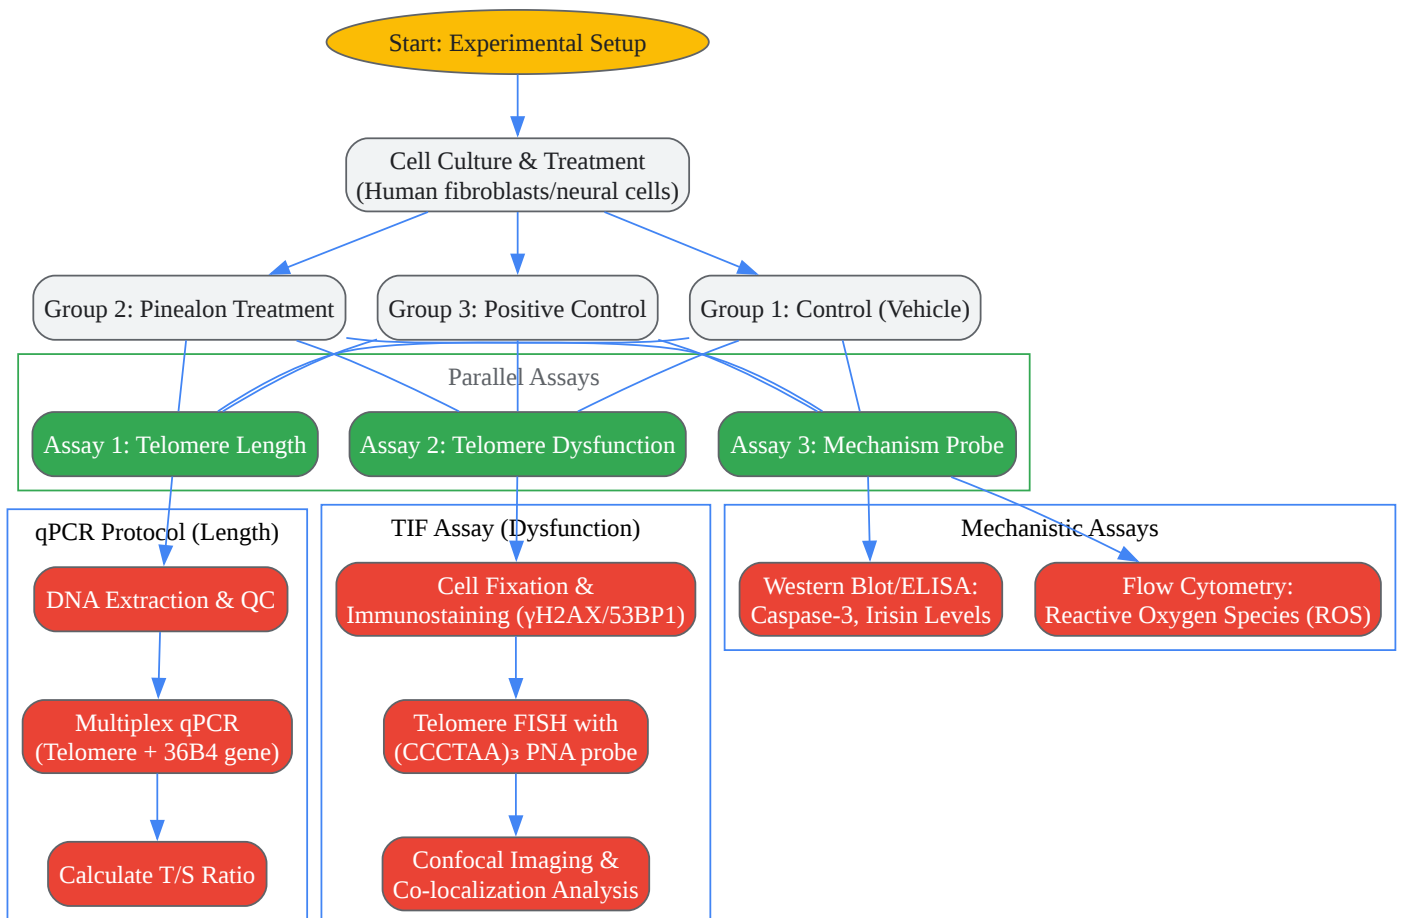 Start: Experimental Setup
Cell Culture & Treatment
(Human fibroblasts/neural cells)
Group 2: Pinealon Treatment
Group 3: Positive Control
Group 1: Control (Vehicle)
Parallel Assays
Assay 1: Telomere Length
Assay 2: Telomere Dysfunction
Assay 3: Mechanism Probe
qPCR Protocol (Length)
DNA Extraction & QC
Multiplex qPCR
(Telomere + 36B4 gene)
Calculate T/S Ratio
TIF Assay (Dysfunction)
Cell Fixation &
Immunostaining (γH2AX/53BP1)
Telomere FISH with
(CCCTAA)₃ PNA probe
Confocal Imaging &
Co-localization Analysis
Mechanistic Assays
Western Blot/ELISA:
Caspase-3, Irisin Levels
Flow Cytometry:
Reactive Oxygen Species (ROS)